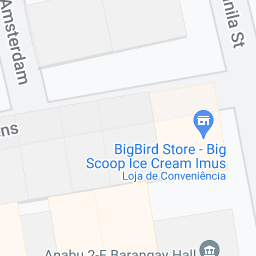 Amsterdam
nila St
ns
BigBird Store - Big
Scoop Ice Cream Imus
Loja de Conveniência
Anabu 2-F Barangay Hall